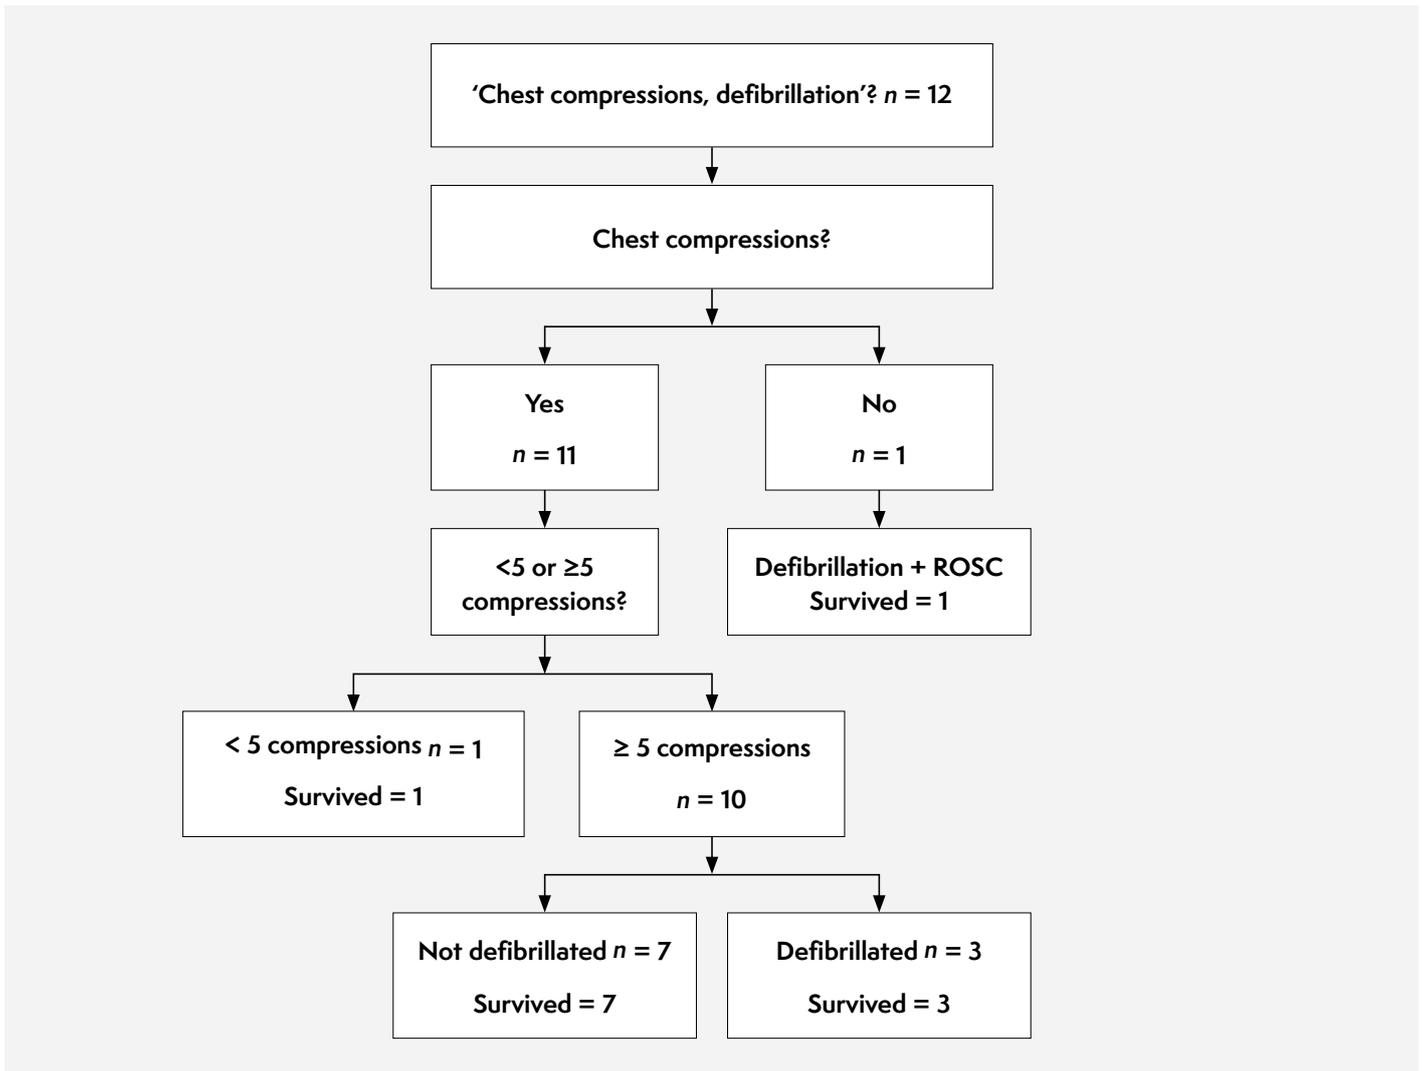 ‘Chest compressions, defibrillation’? n = 12
Chest compressions?
Yes
n = 11
No
n = 1
<5 or ≥5
compressions?
Defibrillation + ROSC
Survived = 1
< 5 compressions n = 1
Survived = 1
≥ 5 compressions
n = 10
Not defibrillated n = 7
Survived = 7
Defibrillated n = 3
Survived = 3